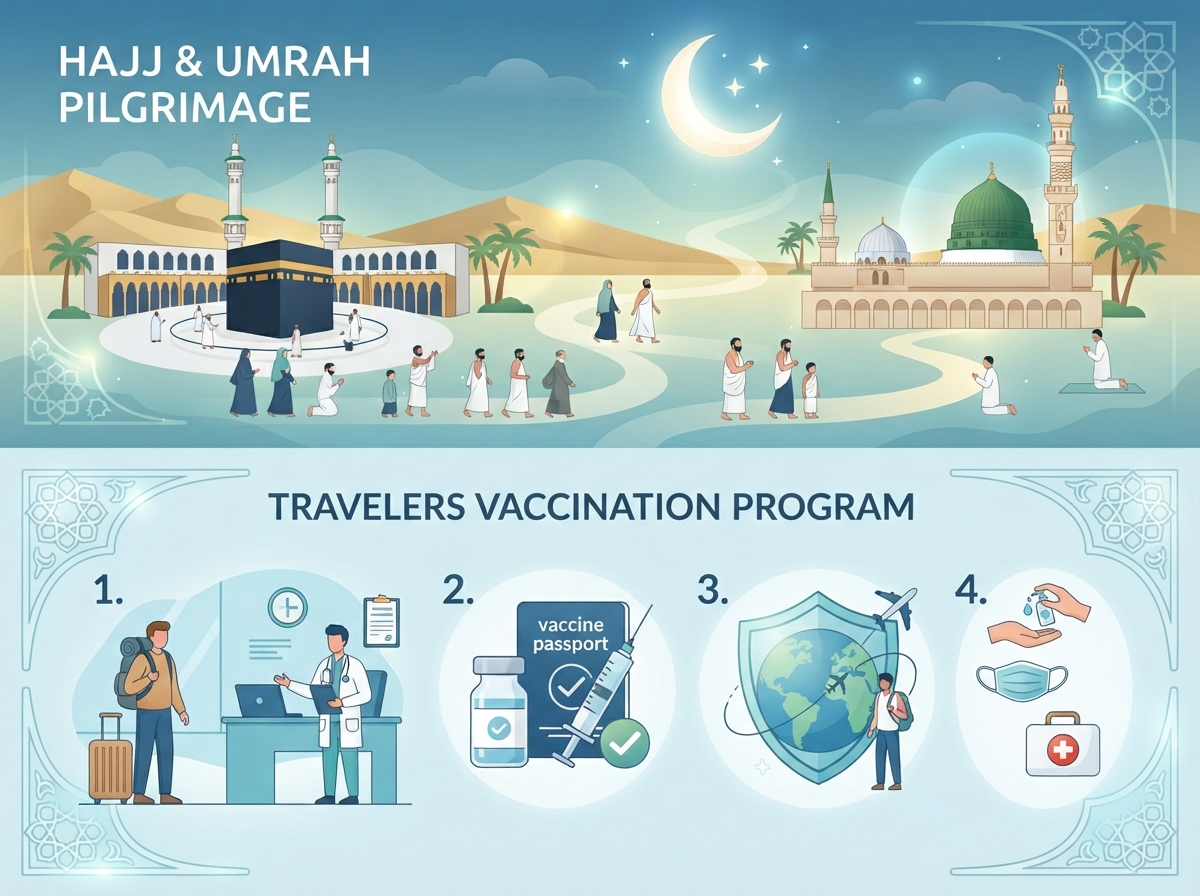 HAJJ & UMRAH
PILGRIMAGE
TRAVELERS VACCINATION PROGRAM
1.
2.
vaccine
passport
3.
4.